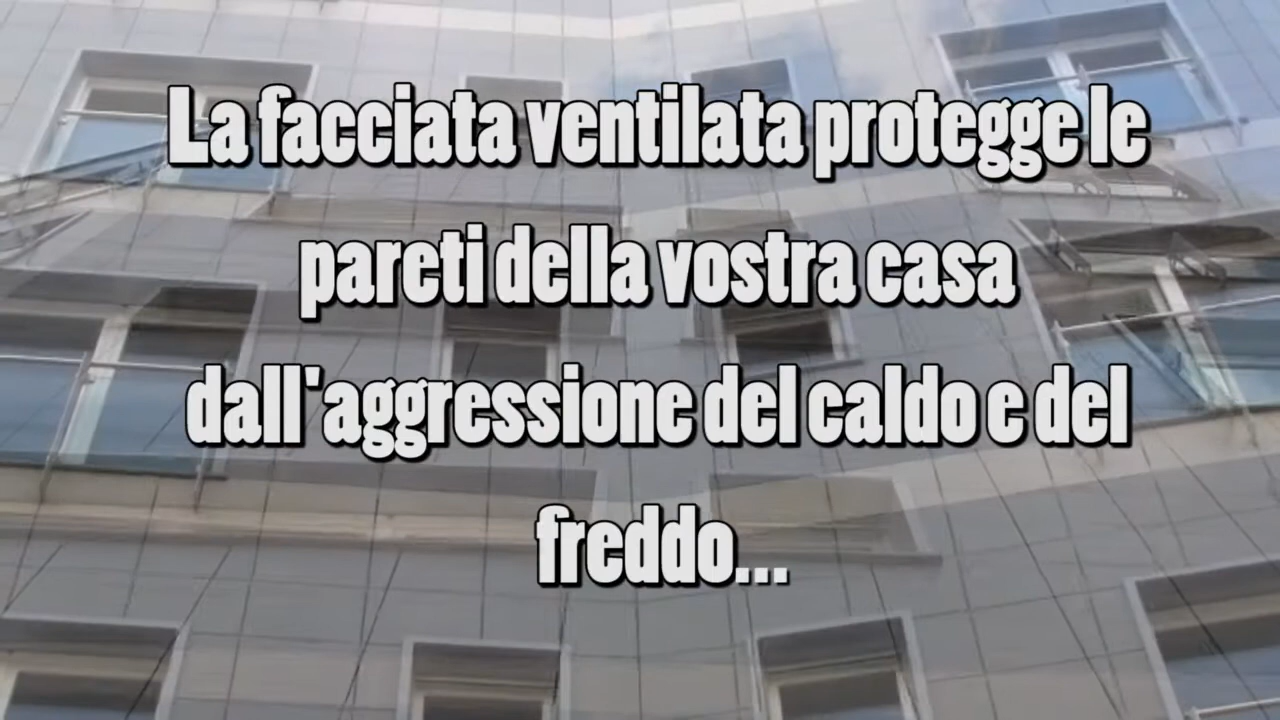 La facciata ventilata protegge le
pareti della vostra casa
dall'aggressione del caldo e del
freddo...